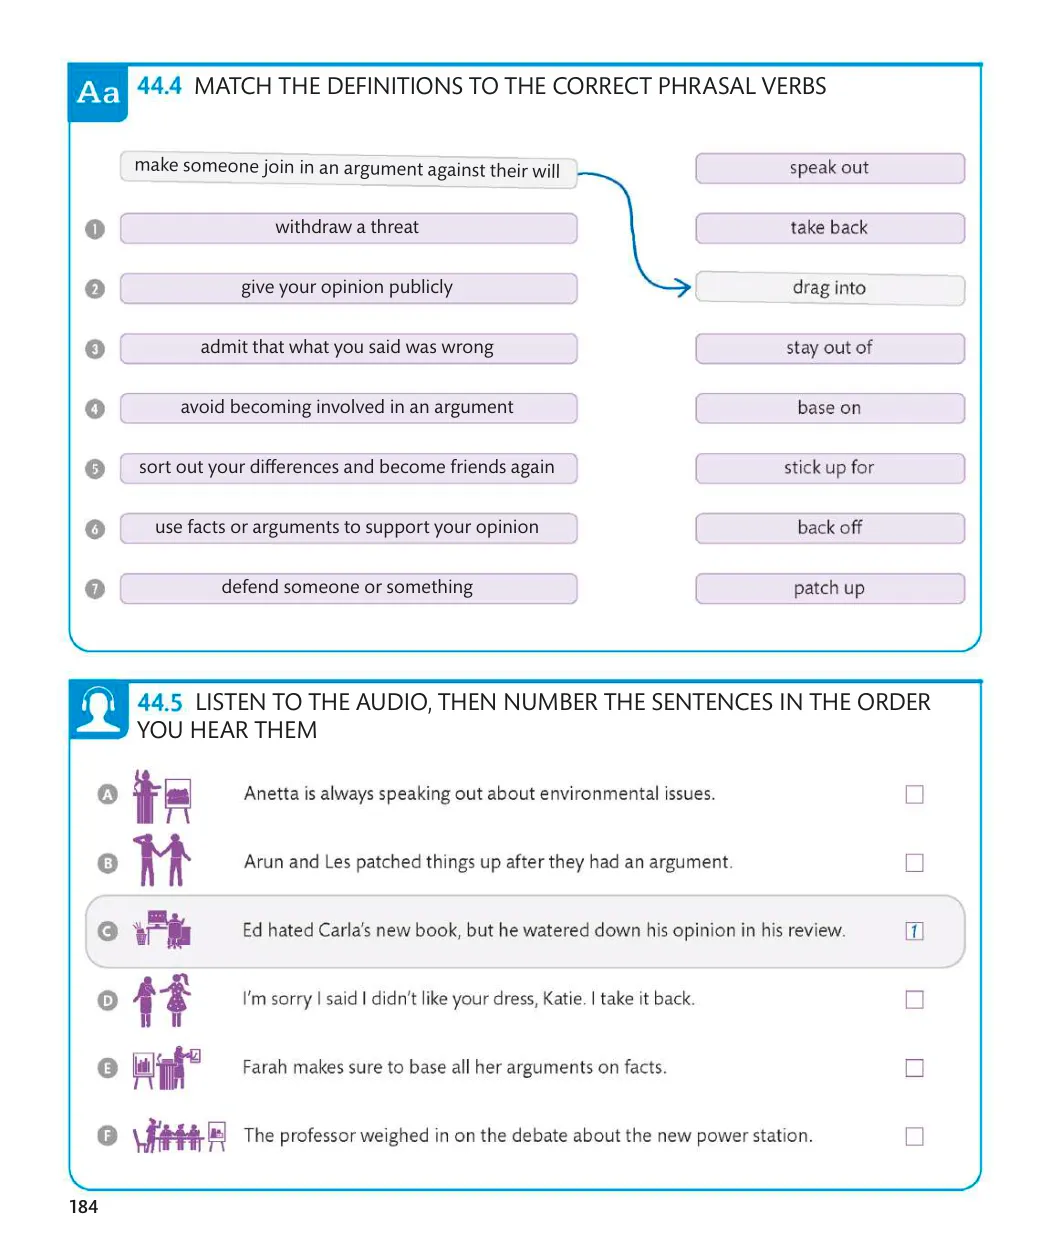 Aa
44.4 MATCH THE DEFINITIONS TO THE CORRECT PHRASAL VERBS
make someone join in an argument against their will
speak out
1 withdraw a threat
take back
2 give your opinion publicly
drag into
3 admit that what you said was wrong
stay out of
4 avoid becoming involved in an argument
base on
5 sort out your differences and become friends again
stick up for
6 use facts or arguments to support your opinion
back off
7 defend someone or something
patch up
44.5 LISTEN TO THE AUDIO, THEN NUMBER THE SENTENCES IN THE ORDER
YOU HEAR THEM
A Anetta is always speaking out about environmental issues.
B Arun and Les patched things up after they had an argument.
C Ed hated Carla's new book, but he watered down his opinion in his review. 1
D I'm sorry I said I didn't like your dress, Katie. I take it back.
E Farah makes sure to base all her arguments on facts.
F The professor weighed in on the debate about the new power station.
184